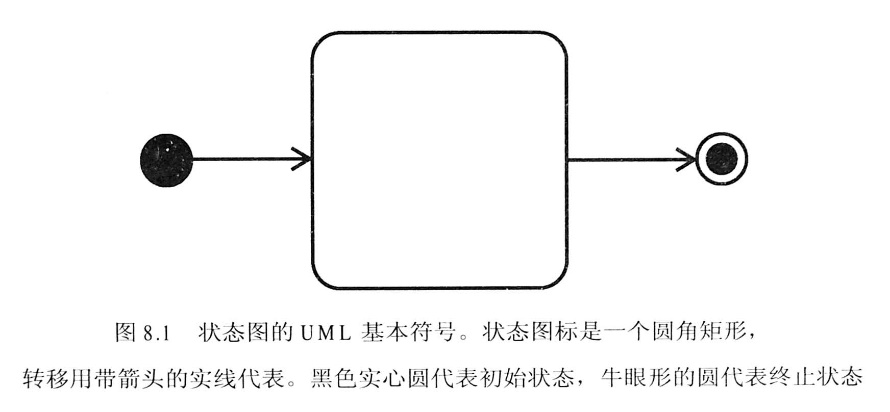 图 8.1 状态图的 UML 基本符号。状态图标是一个圆角矩形，
转移用带箭头的实线代表。黑色实心圆代表初始状态，牛眼形的圆代表终止状态